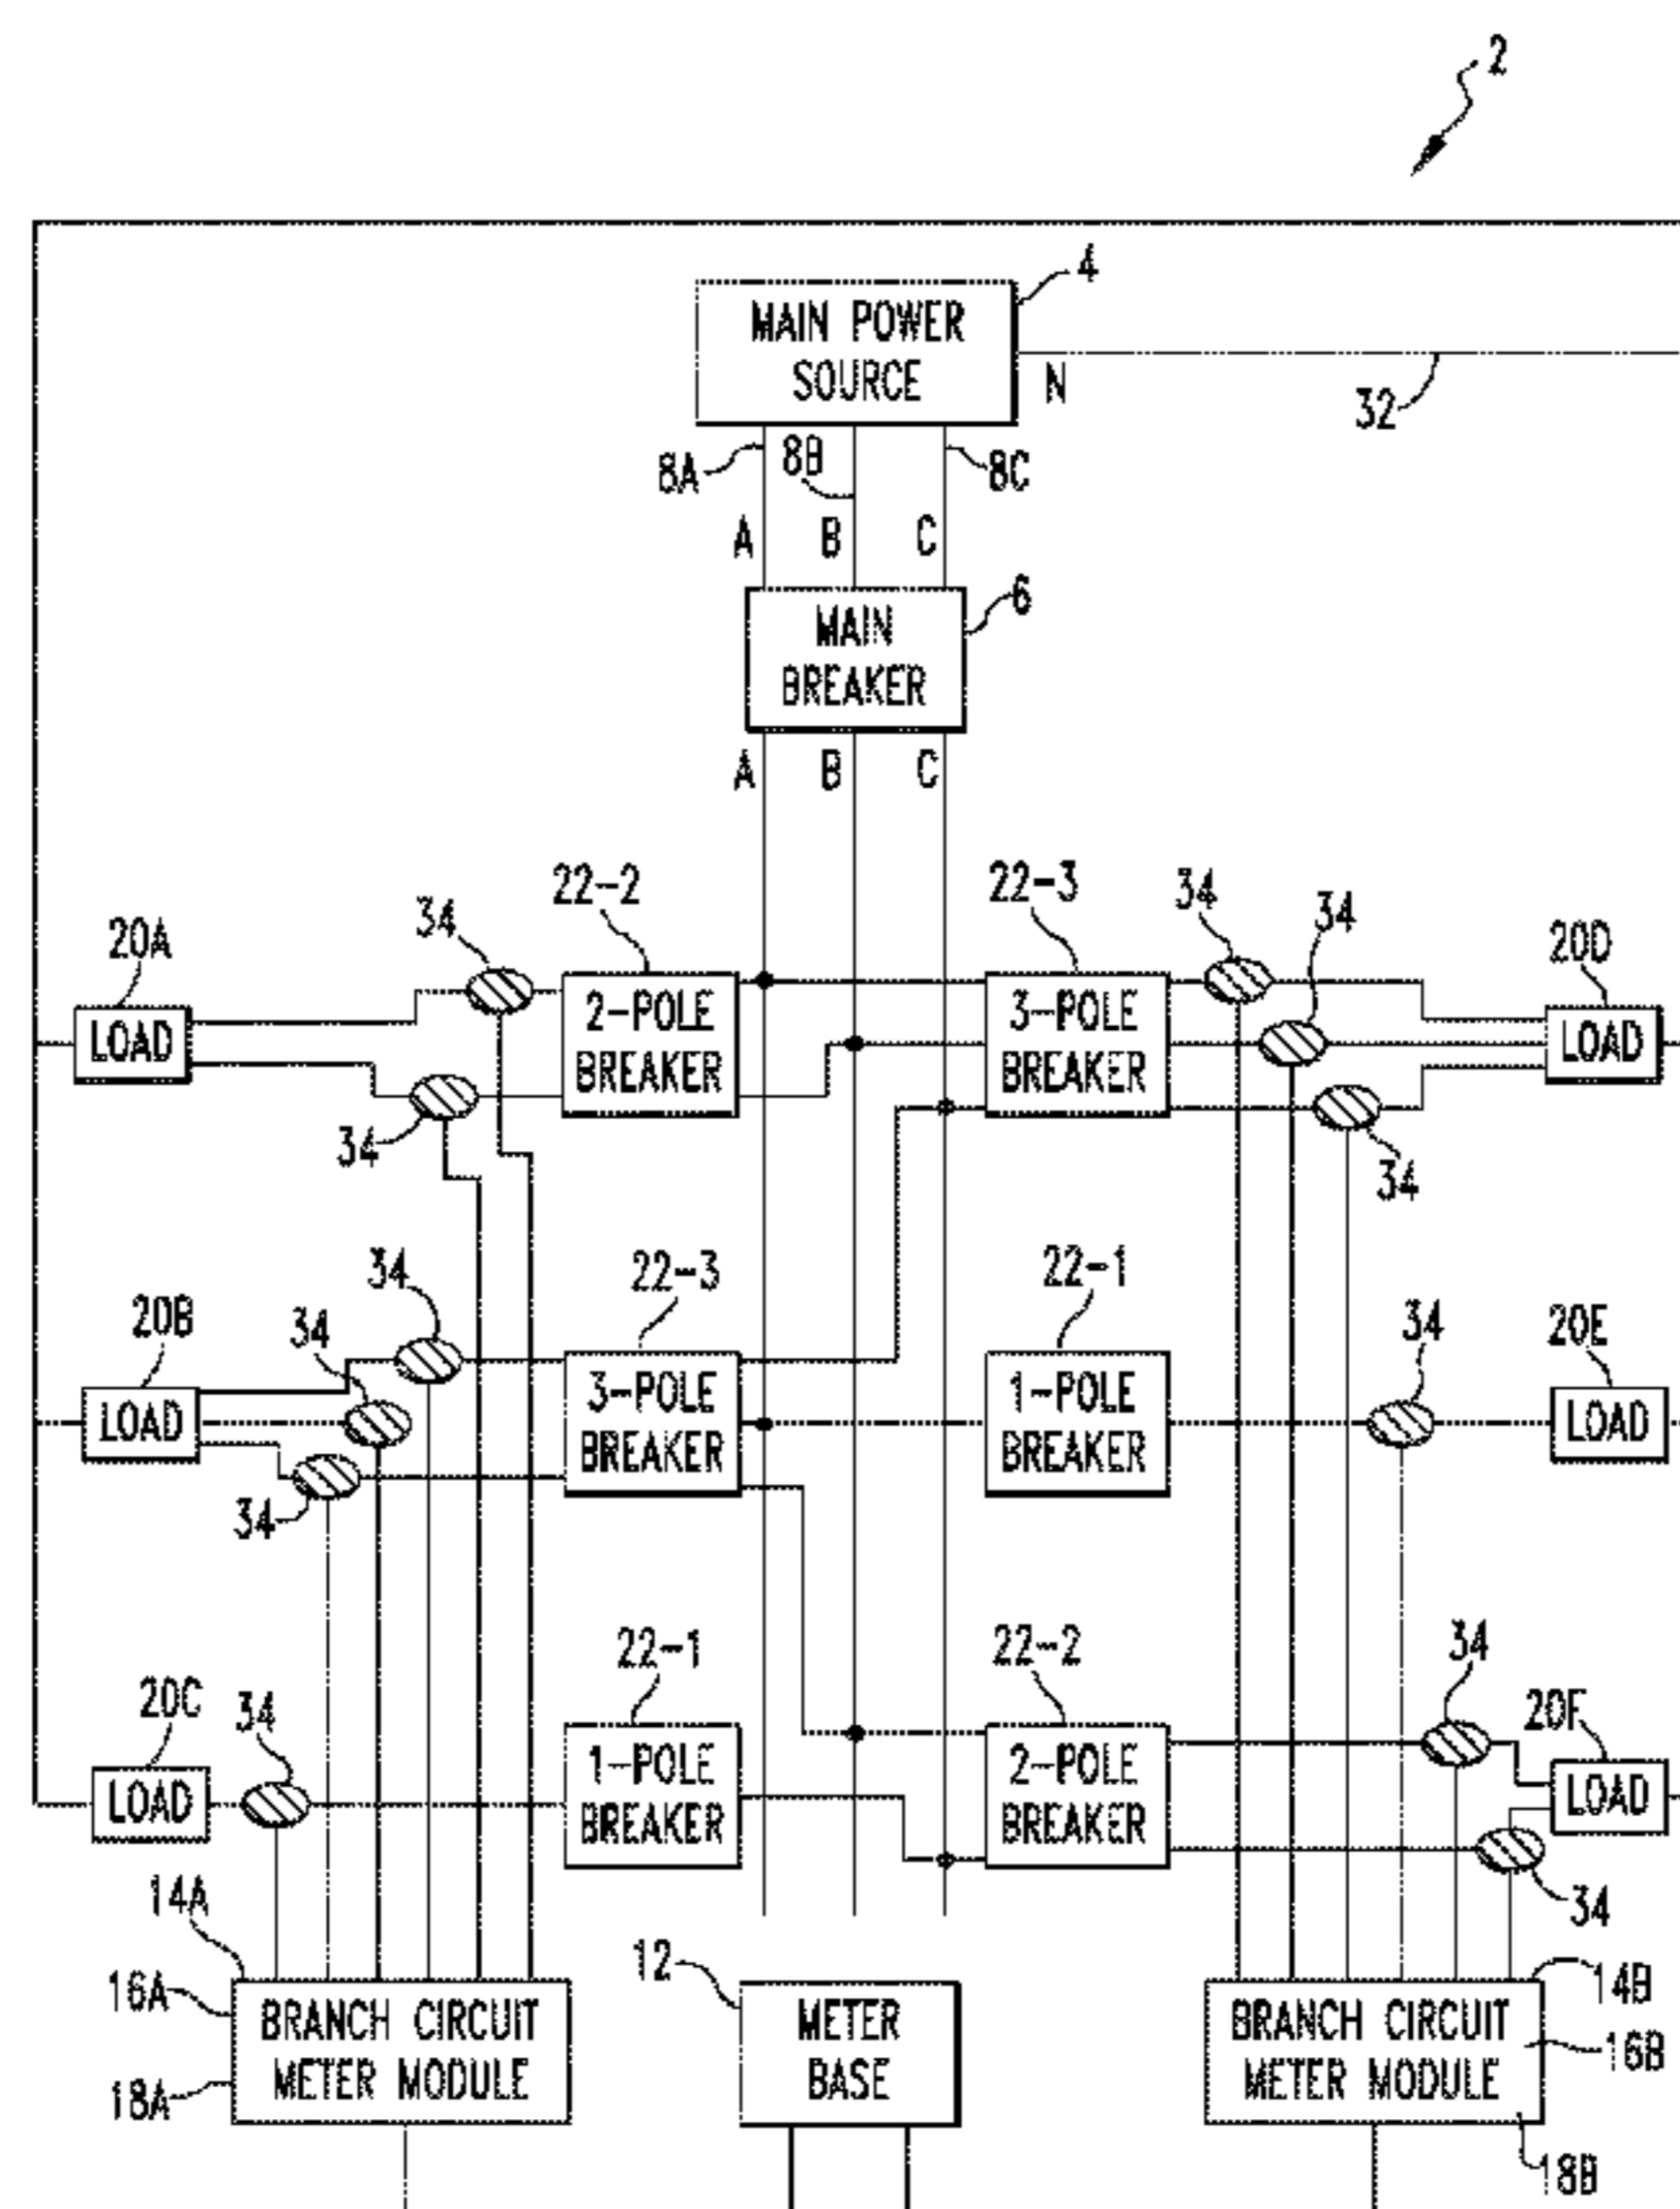 2
4
MAIN POWER
SOURCE
N
32
8A
8B
8C
A
B
C
6
MAIN
BREAKER
A
B
C
22-2
22-3
34
34
34
20A
20D
LOAD
2-POLE
BREAKER
3-POLE
BREAKER
LOAD
34
34
34
22-3
22-1
34
20B
34
20E
LOAD
3-POLE
BREAKER
1-POLE
BREAKER
LOAD
34
22-1
22-2
34
20C
34
20F
LOAD
1-POLE
BREAKER
2-POLE
BREAKER
LOAD
14A
34
12
16A
14B
BRANCH CIRCUIT
METER MODULE
METER
BASE
BRANCH CIRCUIT
METER MODULE
16B
18A
18B